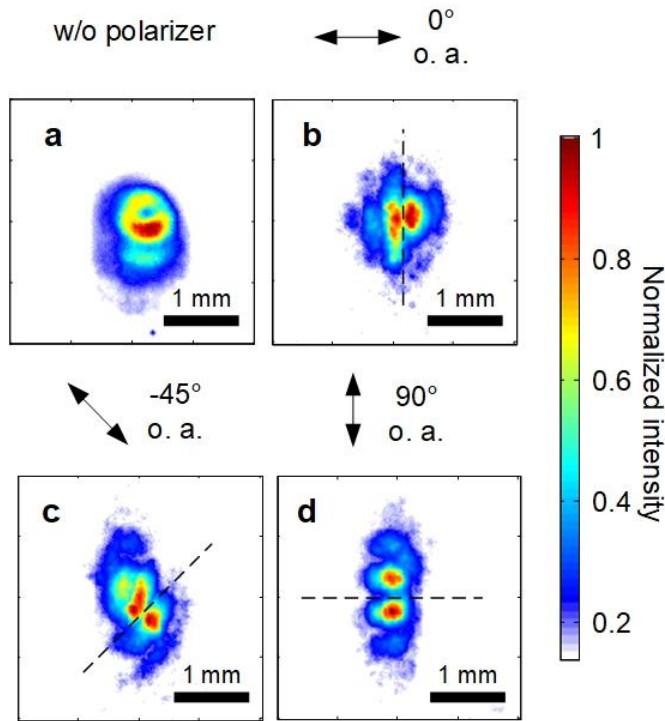 w/o polarizer
0°
o. a.
a
b
1 mm
1 mm
-45°
o. a.
90°
o. a.
c
d
1 mm
1 mm
1
0.8
0.6
0.4
0.2
Normalized intensity